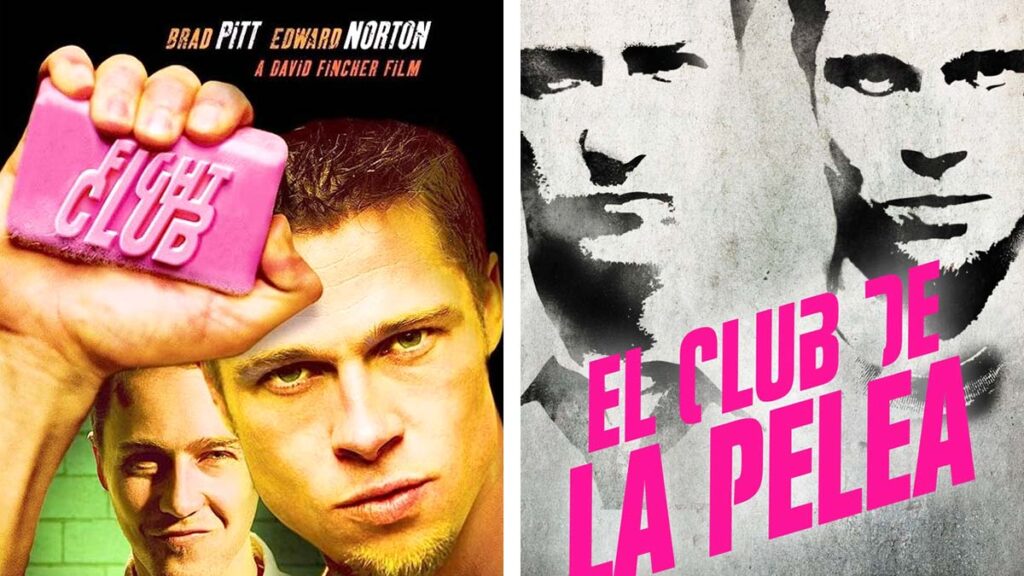 BRAD PITT EDWARD NORTON
A DAVID FINCHER FILM
FIGHT
CLUB
EL CLUB DE
LA PELEA